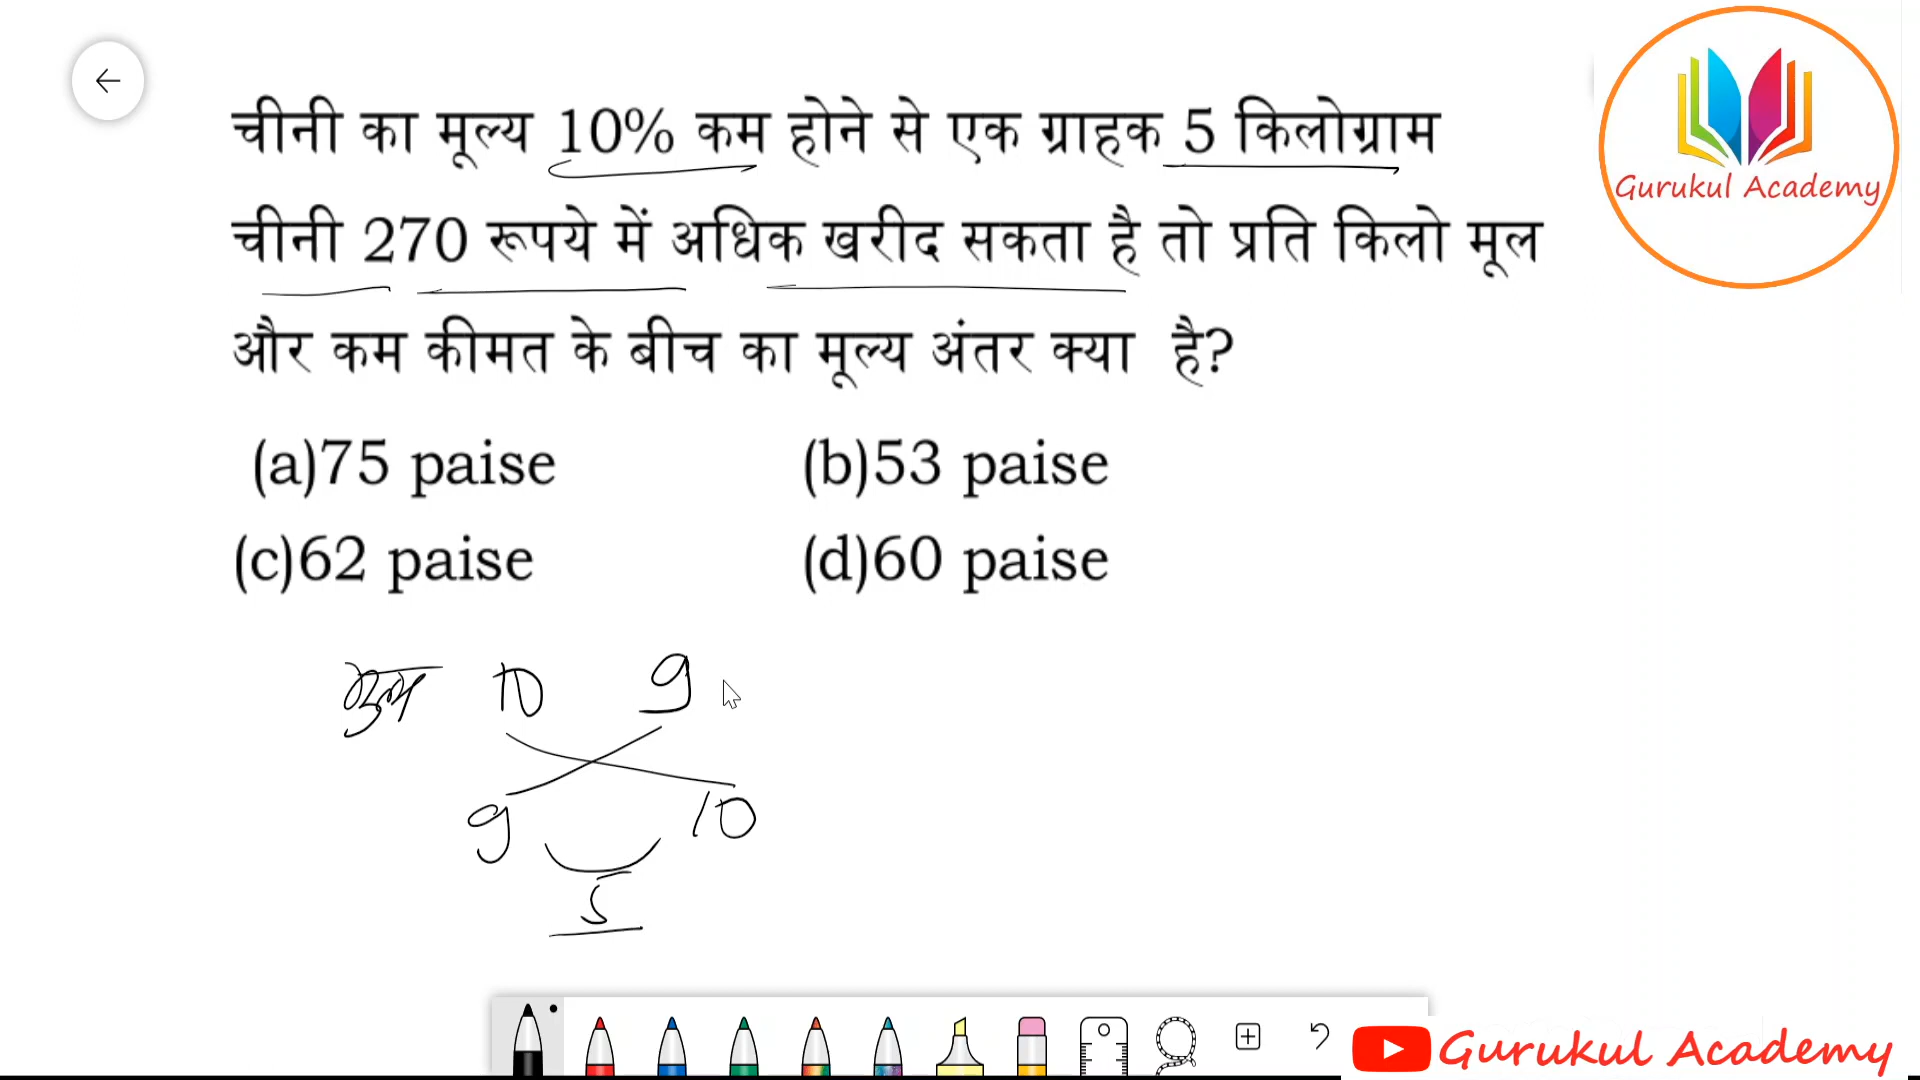 चीनी का मूल्य 10% कम होने से एक ग्राहक 5 किलोग्राम
चीनी 270 रूपये में अधिक खरीद सकता है तो प्रति किलो मूल
और कम कीमत के बीच का मूल्य अंतर क्या है?
(a)75 paise (b)53 paise
(c)62 paise (d)60 paise
मूल्य 10 9
9 10
5
Gurukul Academy
Gurukul Academy